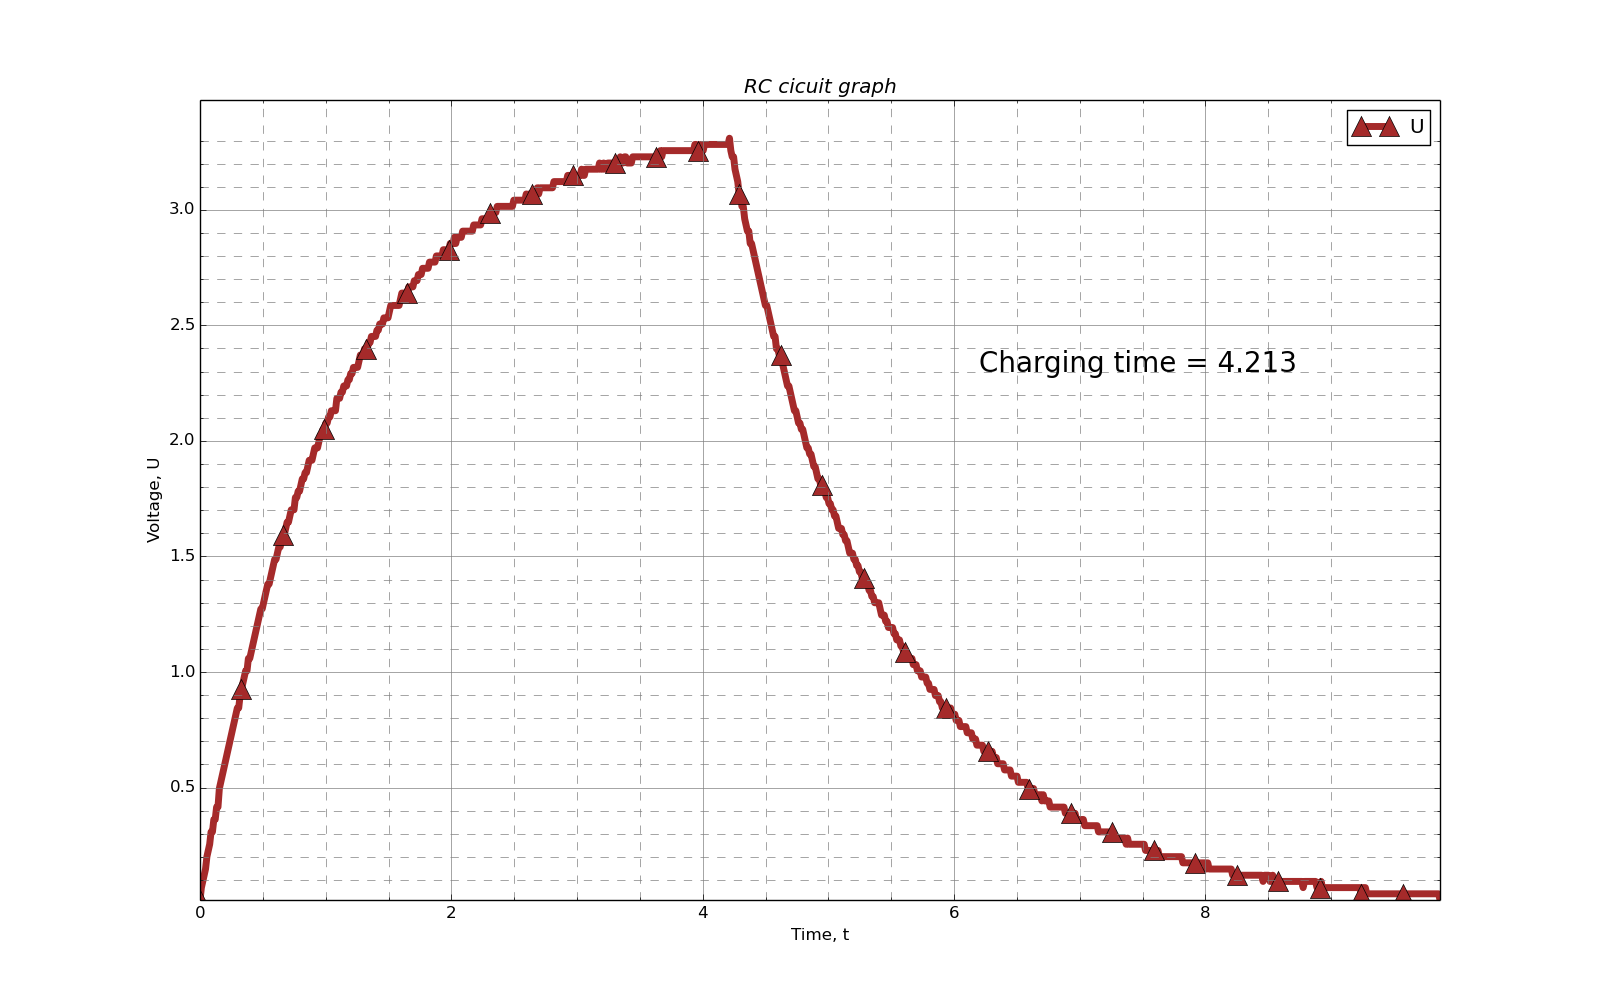 RC cicuit graph
U
3.0
2.5
Charging time = 4.213
2.0
Voltage, U
1.5
1.0
0.5
0 2 4 6 8
Time, t